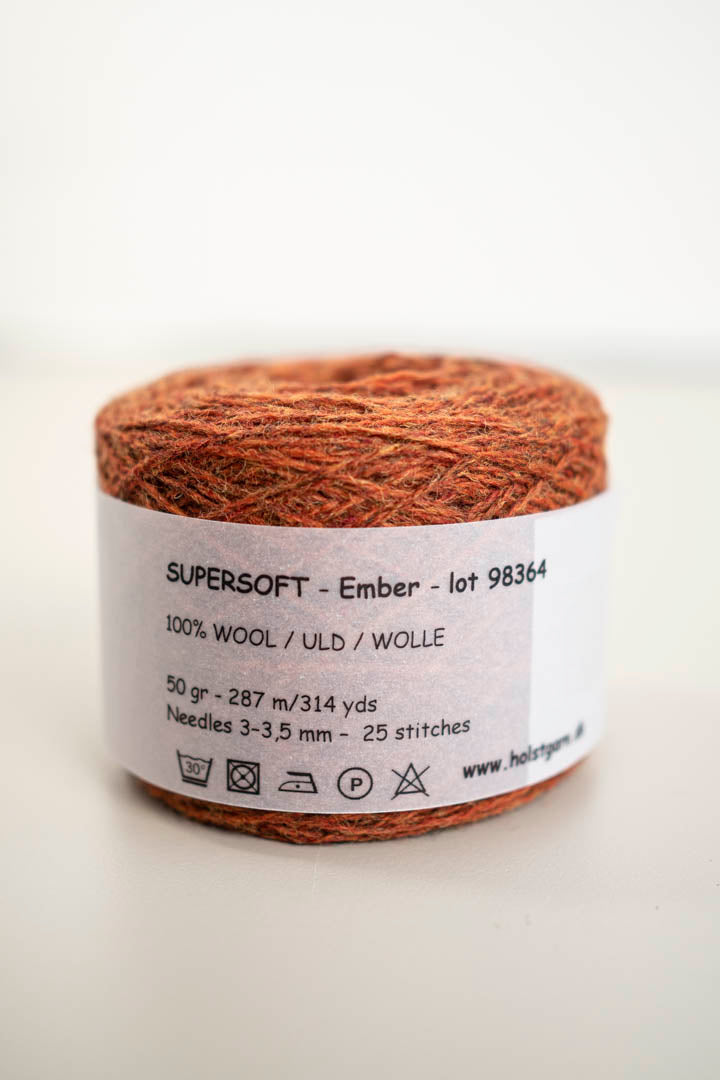 SUPERSOFT - Ember - lot 98364
100% WOOL / ULD / WOLLE
50 gr - 287 m/314 yds
Needles 3-3,5 mm - 25 stitches
30°
P
www.holstgarn.dk